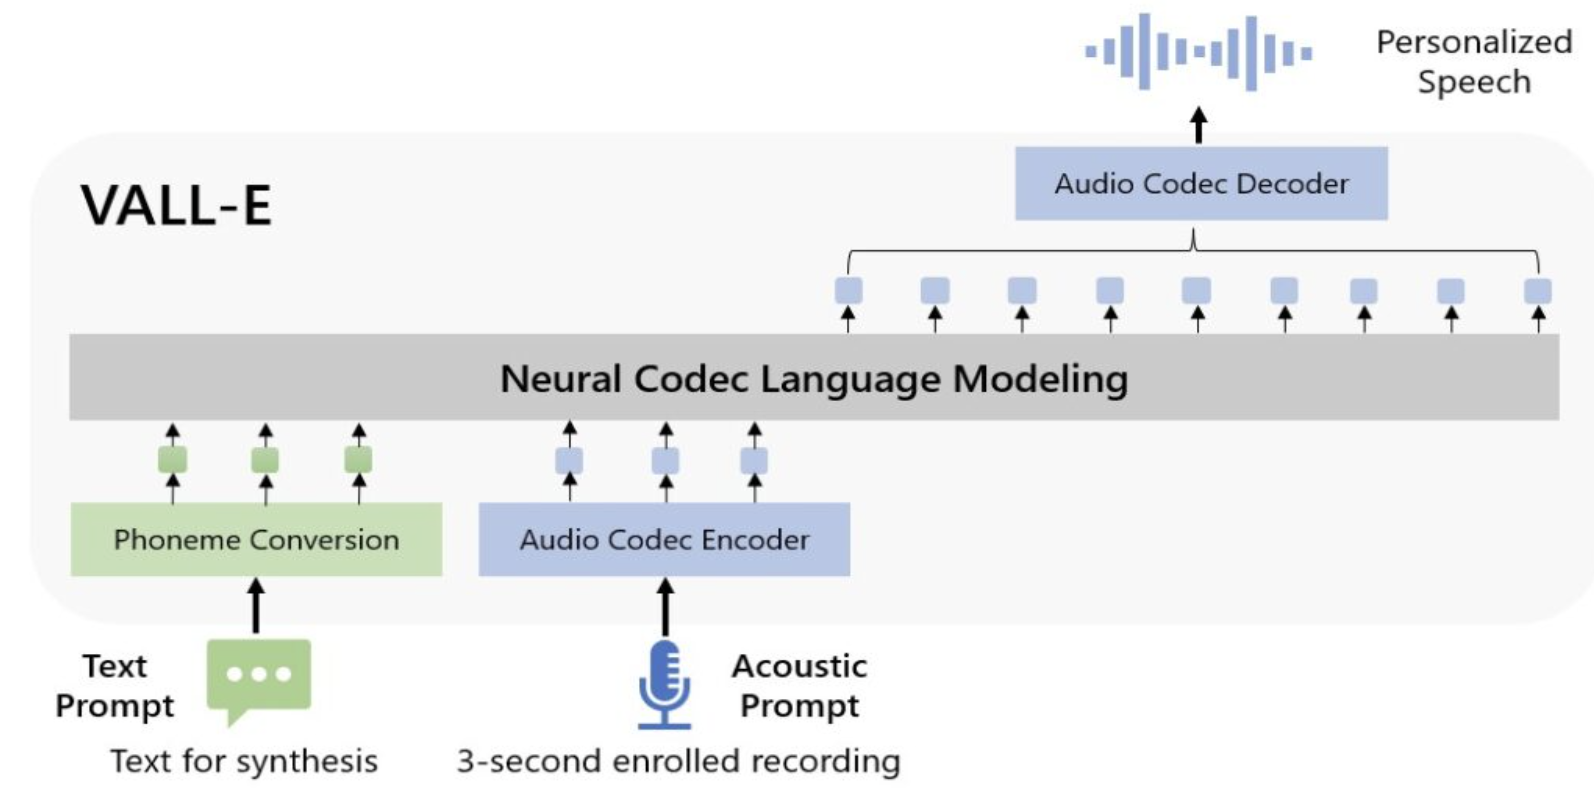 Personalized
Speech
Audio Codec Decoder
VALL-E
Neural Codec Language Modeling
Phoneme Conversion
Audio Codec Encoder
Text
Prompt
Acoustic
Prompt
Text for synthesis
3-second enrolled recording